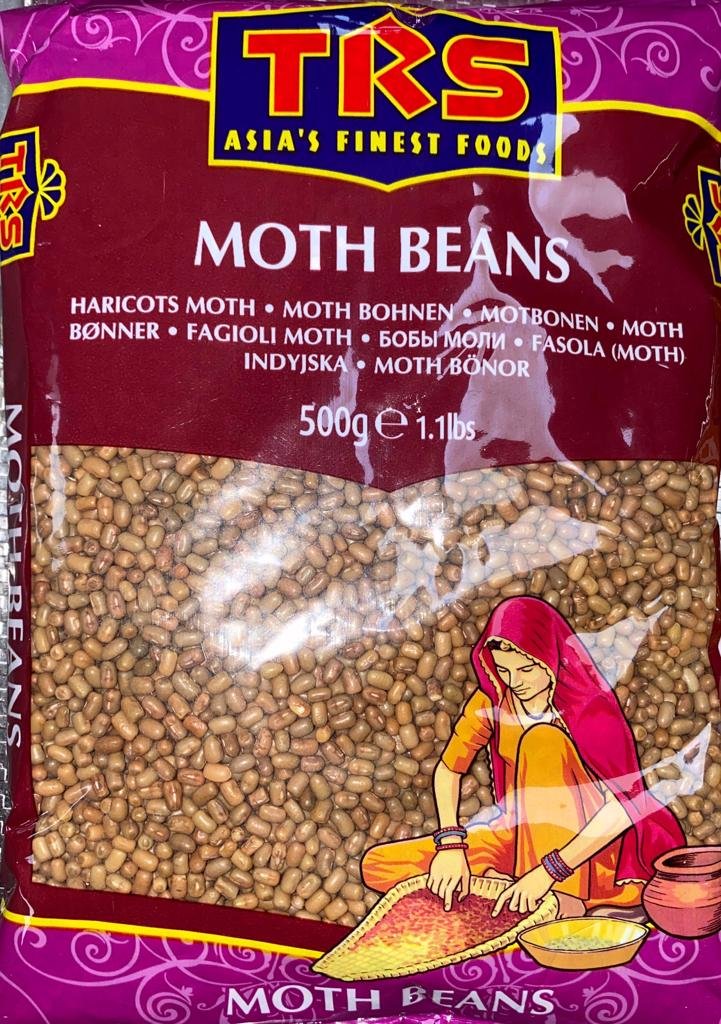 TRS
ASIA'S FINEST FOODS
TRS
MOTH BEANS
HARICOTS MOTH • MOTH BOHNEN • MOTBONEN • MOTH
BØNNER • FAGIOLI MOTH • БОБЫ МОЛИ • FASOLA (MOTH)
INDYJSKA • MOTH BÖNOR
500g e 1.1lbs
MOTH BEANS
MOTH BEANS